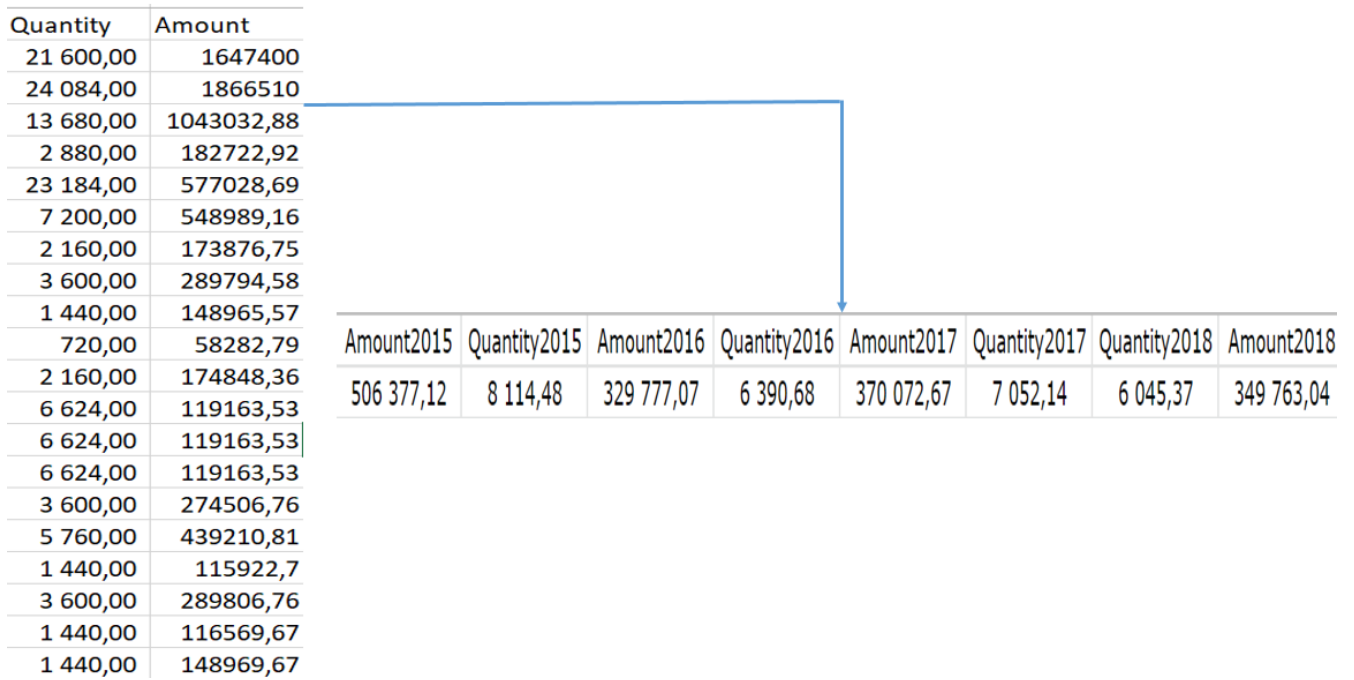 Quantity Amount
21 600,00 1647400
24 084,00 1866510
13 680,00 1043032,88
2 880,00 182722,92
23 184,00 577028,69
7 200,00 548989,16
2 160,00 173876,75
3 600,00 289794,58
1 440,00 148965,57
720,00 58282,79
2 160,00 174848,36
6 624,00 119163,53
6 624,00 119163,53
6 624,00 119163,53
3 600,00 274506,76
5 760,00 439210,81
1 440,00 115922,7
3 600,00 289806,76
1 440,00 116569,67
1 440,00 148969,67
Amount2015 Quantity2015 Amount2016 Quantity2016 Amount2017 Quantity2017 Quantity2018 Amount2018
506 377,12 8 114,48 329 777,07 6 390,68 370 072,67 7 052,14 6 045,37 349 763,04